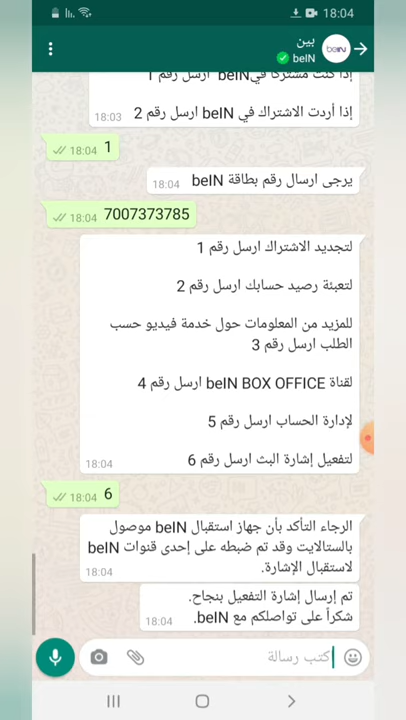 18:04
بين
beIN
beIN
إذا كنت مشتركا في beIN ارسل رقم 1
إذا أردت الاشتراك في beIN ارسل رقم 2
18:03
1
18:04
يرجى ارسال رقم بطاقة beIN
18:04
7007373785
18:04
لتجديد الاشتراك ارسل رقم 1
لتعبئة رصيد حسابك ارسل رقم 2
للمزيد من المعلومات حول خدمة فيديو حسب
الطلب ارسل رقم 3
لقناة beIN BOX OFFICE ارسل رقم 4
لإدارة الحساب ارسل رقم 5
لتفعيل إشارة البث ارسل رقم 6
18:04
6
18:04
الرجاء التأكد بأن جهاز استقبال beIN موصول
بالستالايت وقد تم ضبطه على إحدى قنوات beIN
لاستقبال الإشارة.
18:04
تم إرسال إشارة التفعيل بنجاح.
شكراً على تواصلكم مع beIN.
18:04
كتب رسالة